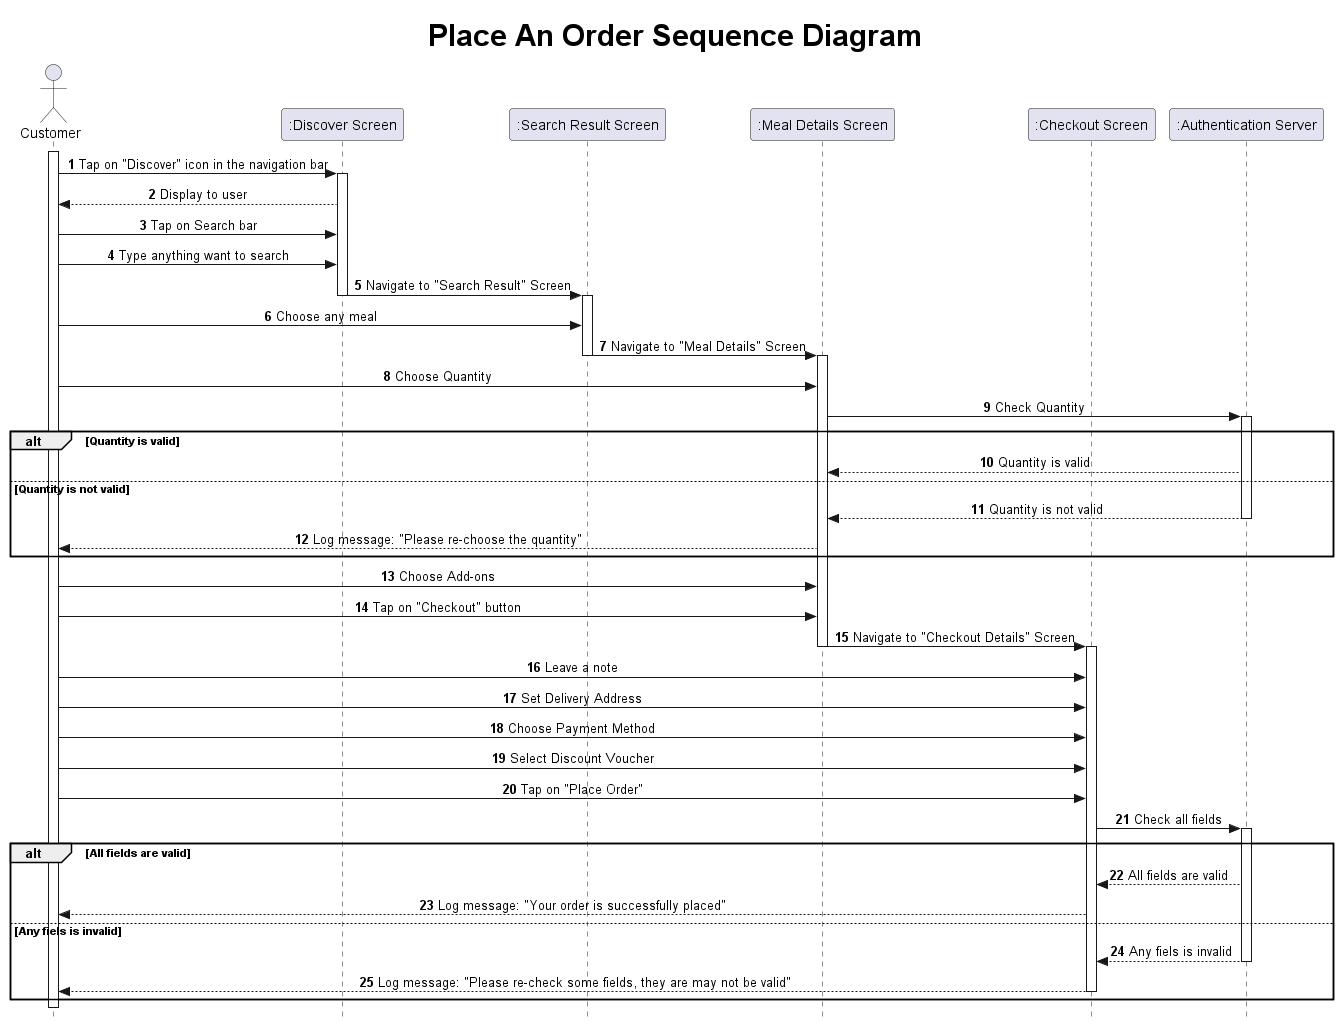 Place An Order Sequence Diagram
Customer
:Discover Screen
:Search Result Screen
:Meal Details Screen
:Checkout Screen
:Authentication Server
1 Tap on "Discover" icon in the navigation bar
2 Display to user
3 Tap on Search bar
4 Type anything want to search
5 Navigate to "Search Result" Screen
6 Choose any meal
7 Navigate to "Meal Details" Screen
8 Choose Quantity
9 Check Quantity
alt [Quantity is valid]
10 Quantity is valid
[Quantity is not valid]
11 Quantity is not valid
12 Log message: "Please re-choose the quantity"
13 Choose Add-ons
14 Tap on "Checkout" button
15 Navigate to "Checkout Details" Screen
16 Leave a note
17 Set Delivery Address
18 Choose Payment Method
19 Select Discount Voucher
20 Tap on "Place Order"
21 Check all fields
alt [All fields are valid]
22 All fields are valid
23 Log message: "Your order is successfully placed"
[Any fiels is invalid]
24 Any fiels is invalid
25 Log message: "Please re-check some fields, they are may not be valid"